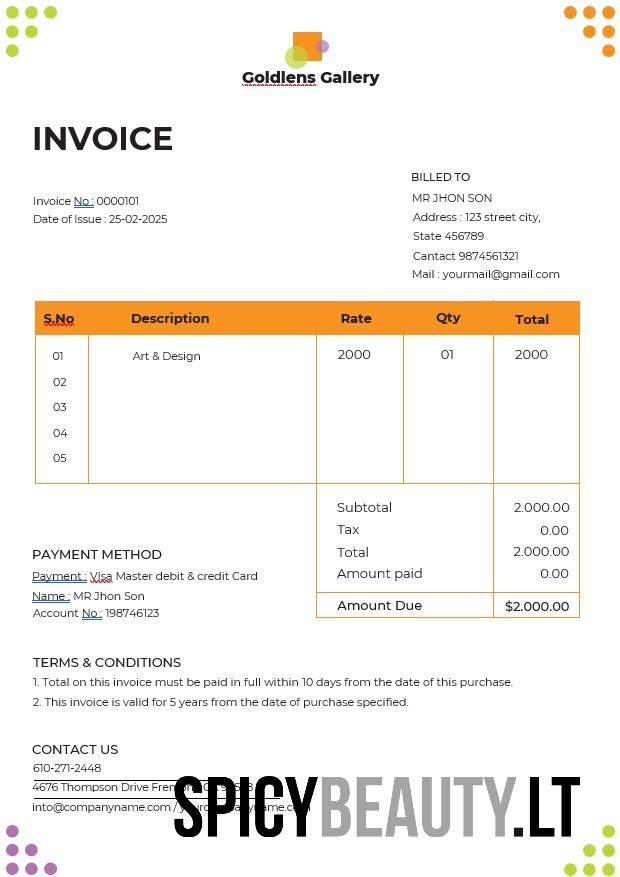 Goldlens Gallery
INVOICE
BILLED TO
MR JHON SON
Invoice No : 0000101
Address : 123 street city,
Date of Issue : 25-02-2025
State 456789
Cantact 9874561321
Mail : yourmail@gmail.com
S.No Description Rate Qty Total
01 Art & Design 2000 01 2000
02
03
04
05
Subtotal 2.000.00
Tax 0.00
Total 2.000.00
Amount paid 0.00
Amount Due $2.000.00
PAYMENT METHOD
Payment : VIsa Master debit & credit Card
Name : MR Jhon Son
Account No : 198746123
TERMS & CONDITIONS
1. Total on this invoice must be paid in full within 10 days from the date of this purchase.
2. This invoice is valid for 5 years from the date of purchase specified.
CONTACT US
610-271-2448
4676 Thompson Drive
into@companyname.com /
SPICYBEAUTY.LT